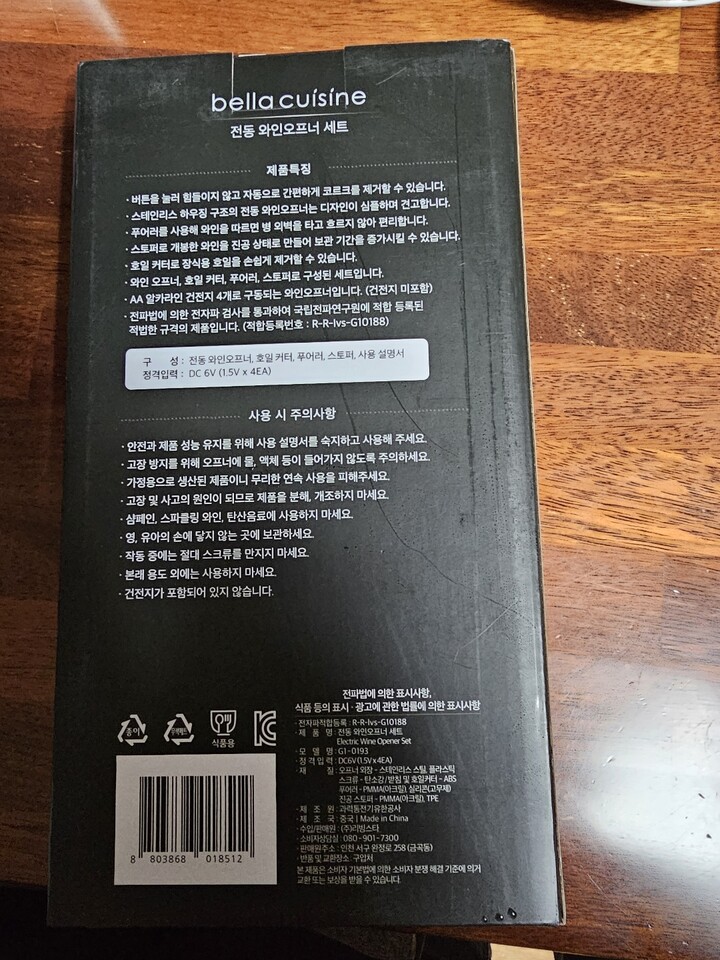 bella cuisine
전동 와인오프너 세트
제품특징
· 버튼을 눌러 힘들이지 않고 자동으로 간편하게 코르크를 제거할 수 있습니다.
· 스테인리스 하우징 구조의 전동 와인오프너는 디자인이 심플하며 견고합니다.
· 푸어러를 사용해 와인을 따르면 병 외벽을 타고 흐르지 않아 편리합니다.
· 스토퍼로 개봉한 와인을 진공 상태로 만들어 보관 기간을 증가시킬 수 있습니다.
· 호일 커터로 장식용 호일을 손쉽게 제거할 수 있습니다.
· 와인 오프너, 호일 커터, 푸어러, 스토퍼로 구성된 세트입니다.
· AA 알카라인 건전지 4개로 구동되는 와인오프너입니다. (건전지 미포함)
· 전파법에 의한 전자파 검사를 통과하여 국립전파연구원에 적합 등록된
적법한 규격의 제품입니다. (적합등록번호 : R-R-lvs-G10188)
구 성 : 전동 와인오프너, 호일 커터, 푸어러, 스토퍼, 사용 설명서
정격입력 : DC 6V (1.5V x 4EA)
사용 시 주의사항
· 안전과 제품 성능 유지를 위해 사용 설명서를 숙지하고 사용해 주세요.
· 고장 방지를 위해 오프너에 물, 액체 등이 들어가지 않도록 주의하세요.
· 가정용으로 생산된 제품이니 무리한 연속 사용을 피해주세요.
· 고장 및 사고의 원인이 되므로 제품을 분해, 개조하지 마세요.
· 샴페인, 스파클링 와인, 탄산음료에 사용하지 마세요.
· 영, 유아의 손에 닿지 않는 곳에 보관하세요.
· 작동 중에는 절대 스크류를 만지지 마세요.
· 본래 용도 외에는 사용하지 마세요.
· 건전지가 포함되어 있지 않습니다.
종이
식품용
전파법에 의한 표시사항,
식품 등의 표시 · 광고에 관한 법률에 의한 표시사항
· 전자파적합등록 : R-R-lvs-G10188
· 제 품 명 : 전동 와인오프너 세트
Electric Wine Opener Set
· 모 델 명 : G1-0193
· 정격입력 : DC6V (1.5V x 4EA)
· 재 질 : 오프너 외장 - 스테인리스 스틸, 플라스틱
스크류 - 탄소강 / 받침 및 호일커터 - ABS
푸어러 - PMMA(아크릴), 실리콘(고무제)
진공 스토퍼 - PMMA(아크릴), TPE
· 제 조 원 : 과력통전기유한공사
· 제 조 국 : 중국 | Made in China
· 수입/판매원 : (주)리빙스타
· 소비자상담실 : 080-901-7300
· 판매원주소 : 인천 서구 완정로 258 (금곡동)
· 반품 및 교환장소 : 구입처
본 제품은 소비자 기본법에 의한 소비자 분쟁 해결 기준에 의거
교환 또는 보상을 받을 수 있습니다.
8 803868 018512